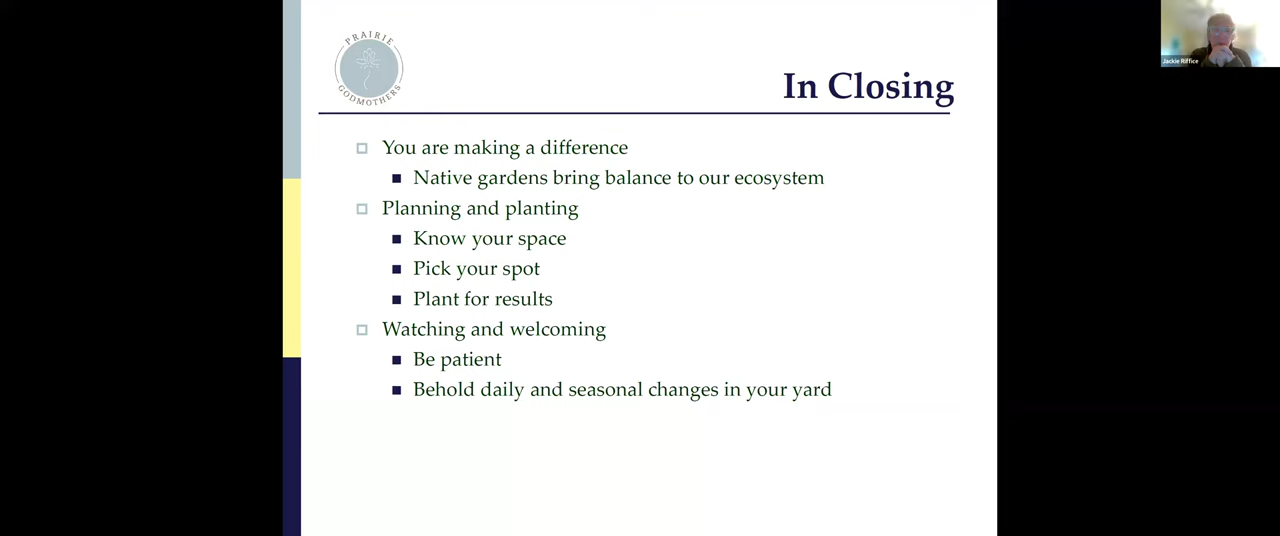 PRAIRIE
GODMOTHERS
Jackie Riffice
In Closing
You are making a difference
Native gardens bring balance to our ecosystem
Planning and planting
Know your space
Pick your spot
Plant for results
Watching and welcoming
Be patient
Behold daily and seasonal changes in your yard